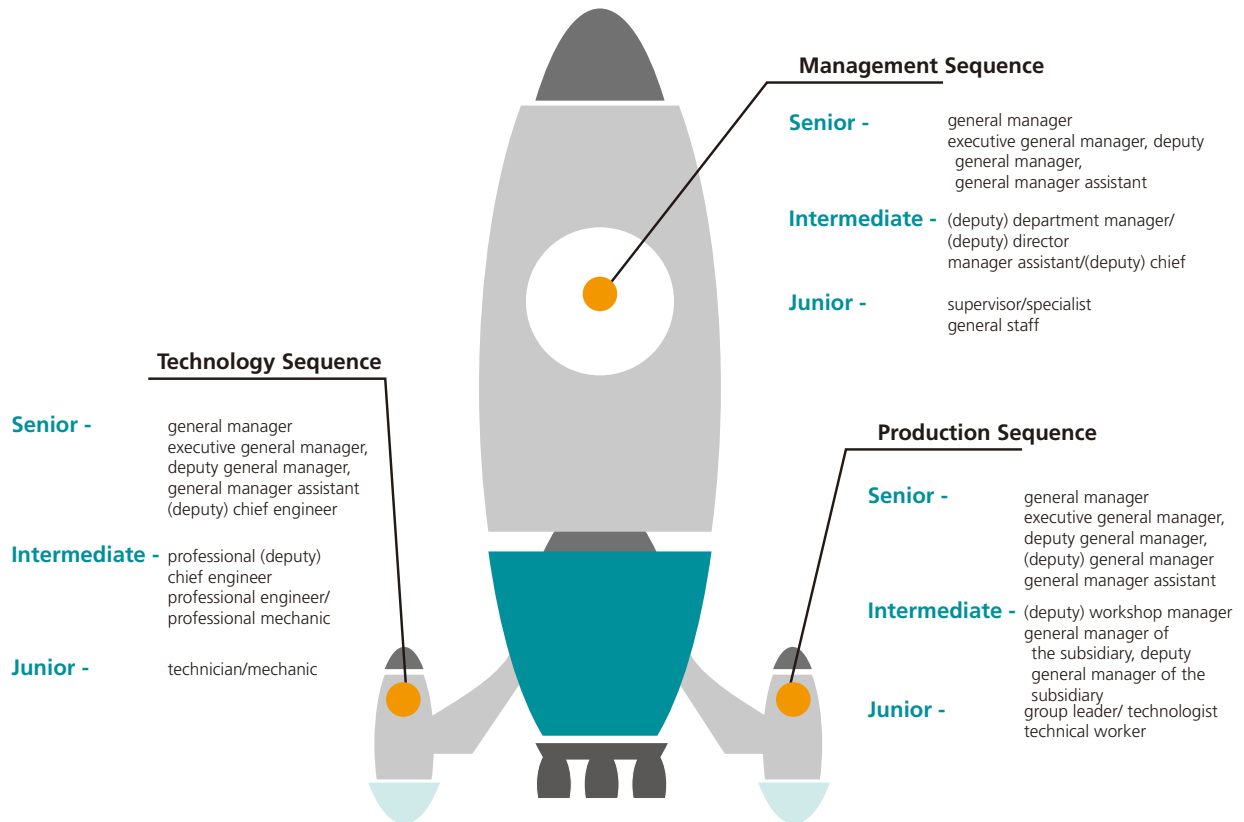 Management Sequence
Senior -
general manager
executive general manager, deputy
general manager,
general manager assistant
Intermediate -
(deputy) department manager/
(deputy) director
manager assistant/(deputy) chief
Junior -
supervisor/specialist
general staff
Technology Sequence
Senior -
general manager
executive general manager,
deputy general manager,
general manager assistant
(deputy) chief engineer
Intermediate -
professional (deputy)
chief engineer
professional engineer/
professional mechanic
Junior -
technician/mechanic
Production Sequence
Senior -
general manager
executive general manager,
deputy general manager,
(deputy) general manager
general manager assistant
Intermediate -
(deputy) workshop manager
general manager of
the subsidiary, deputy
general manager of the
subsidiary
Junior -
group leader/ technologist
technical worker